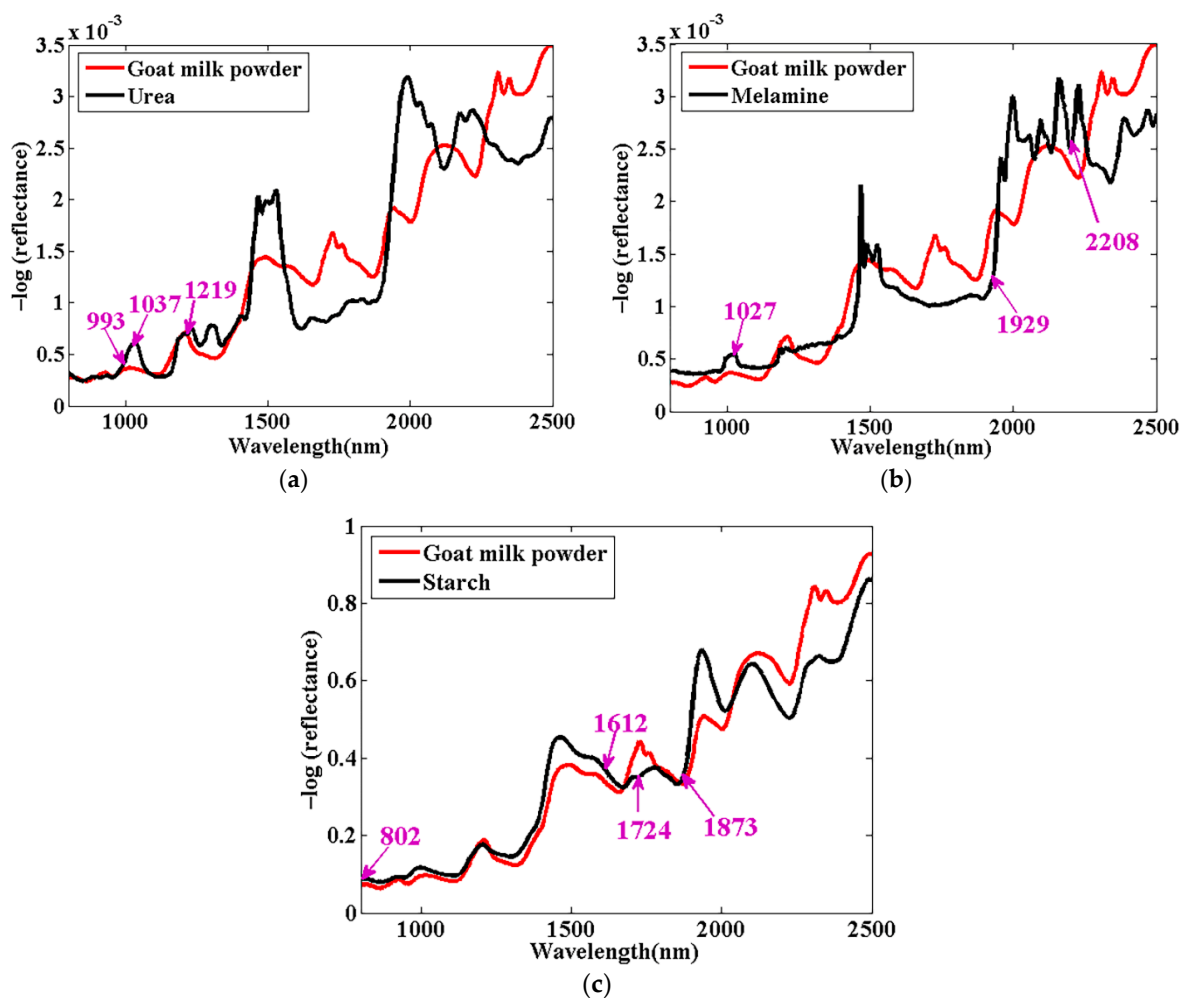 x 10⁻³
3.5
3
2.5
2
1.5
1
0.5
0
−log (reflectance)
Goat milk powder
Urea
993
1037
1219
1000 1500 2000 2500
Wavelength(nm)
(a)
x 10⁻³
3.5
3
2.5
2
1.5
1
0.5
0
−log (reflectance)
Goat milk powder
Melamine
1027
1929
2208
1000 1500 2000 2500
Wavelength(nm)
(b)
1
0.8
0.6
0.4
0.2
0
−log (reflectance)
Goat milk powder
Starch
802
1612
1724
1873
1000 1500 2000 2500
Wavelength(nm)
(c)